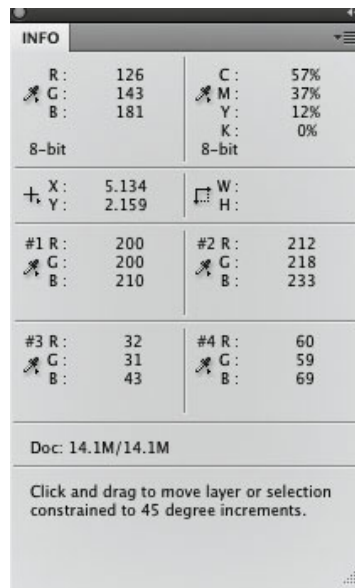 INFO
R: 126 C: 57%
G: 143 M: 37%
B: 181 Y: 12%
K: 0%
8-bit 8-bit
X: 5.134 W:
Y: 2.159 H:
#1 R: 200 #2 R: 212
G: 200 G: 218
B: 210 B: 233
#3 R: 32 #4 R: 60
G: 31 G: 59
B: 43 B: 69
Doc: 14.1M/14.1M
Click and drag to move layer or selection
constrained to 45 degree increments.